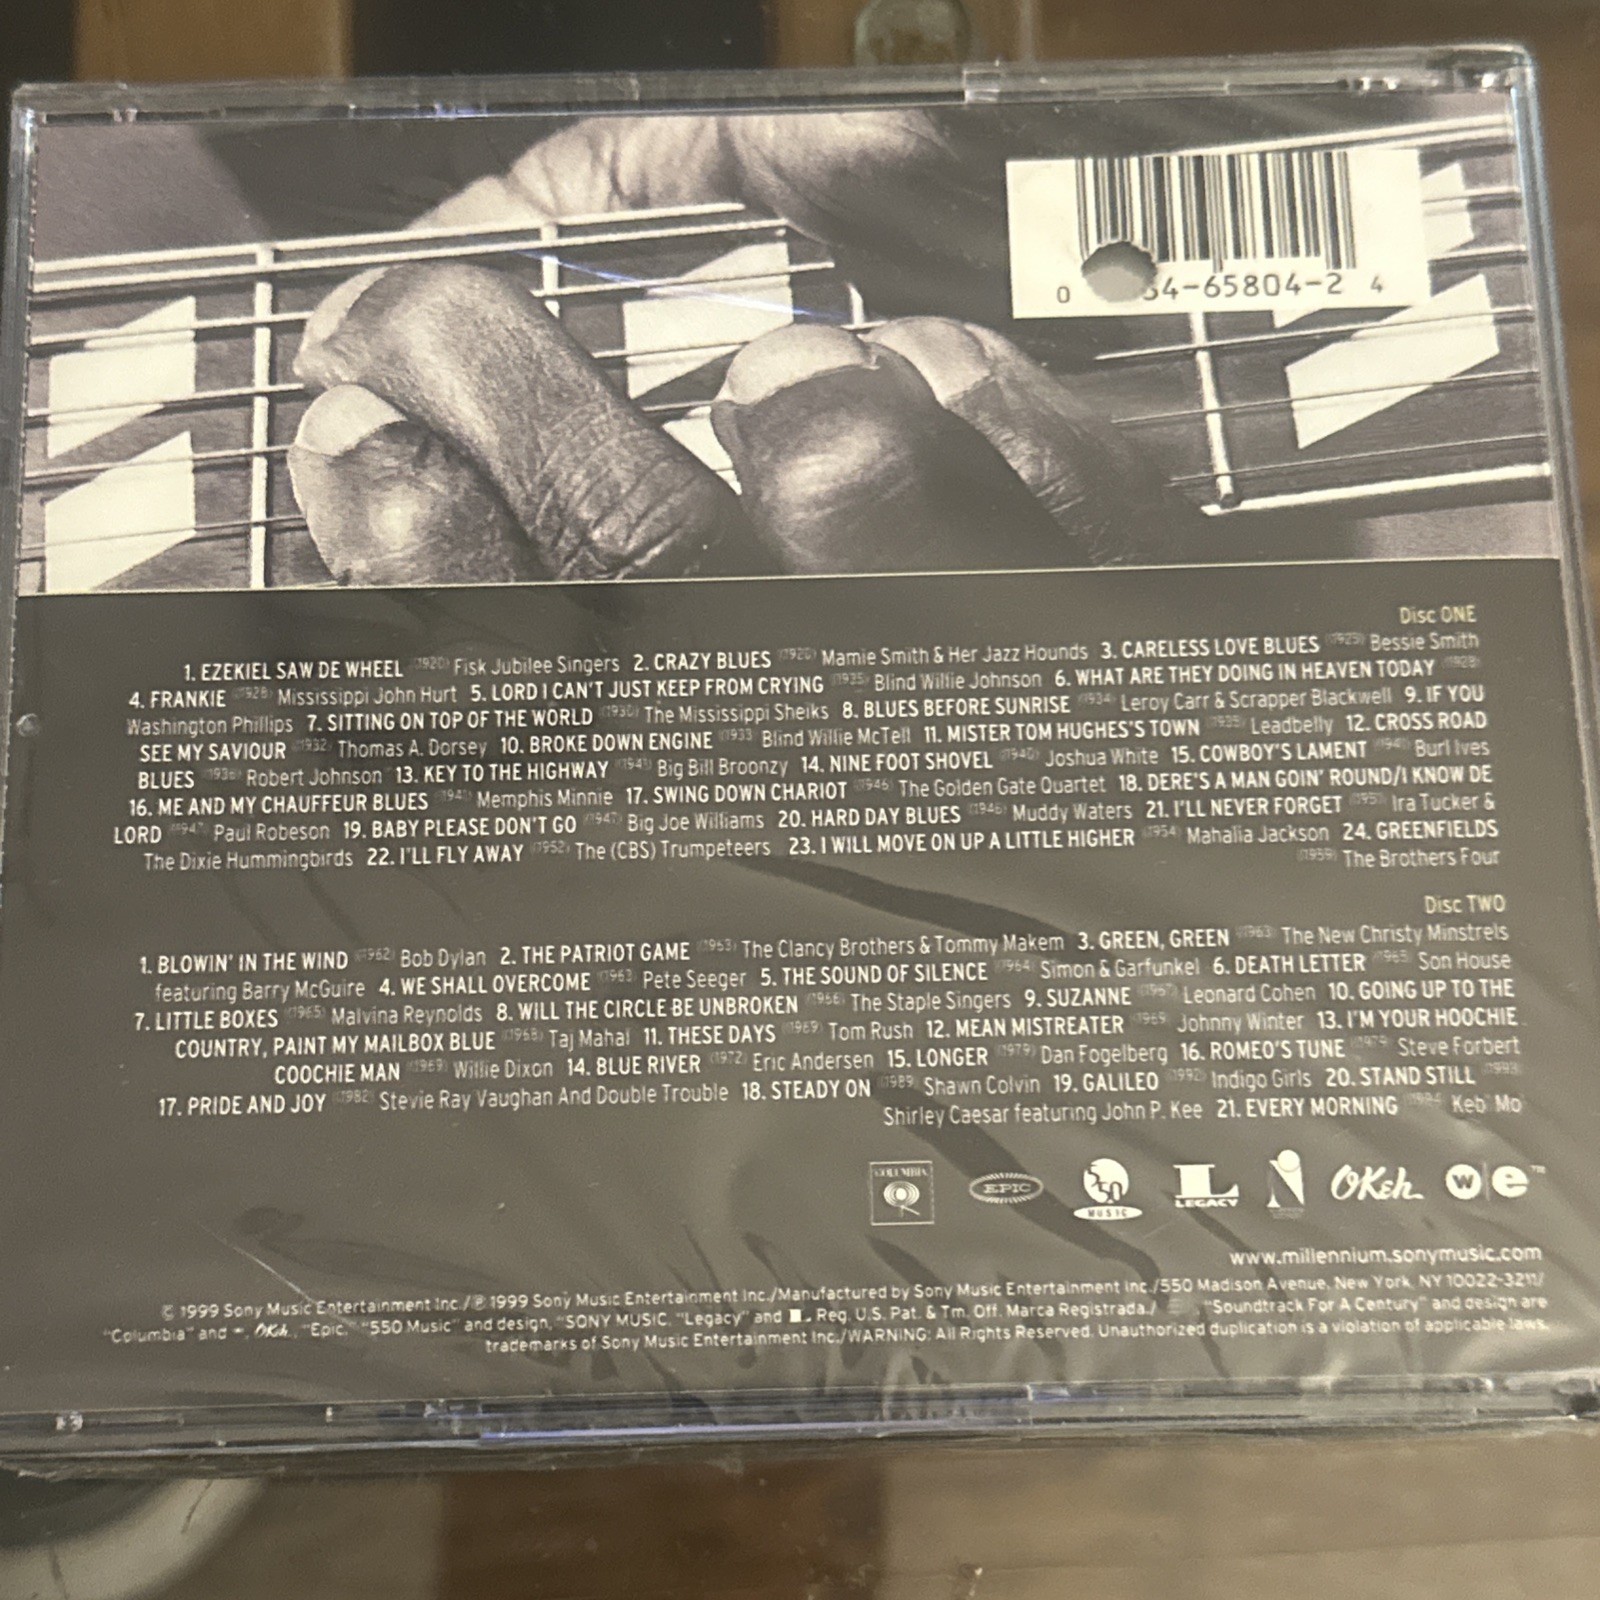 0 54-65804-2 4
Disc ONE
1. EZEKIEL SAW DE WHEEL (1920) Fisk Jubilee Singers 2. CRAZY BLUES (1920) Mamie Smith & Her Jazz Hounds 3. CARELESS LOVE BLUES (1925) Bessie Smith
4. FRANKIE (1928) Mississippi John Hurt 5. LORD I CAN'T JUST KEEP FROM CRYING Blind Willie Johnson 6. WHAT ARE THEY DOING IN HEAVEN TODAY (1928)
Washington Phillips 7. SITTING ON TOP OF THE WORLD (1930) The Mississippi Sheiks 8. BLUES BEFORE SUNRISE (1934) Leroy Carr & Scrapper Blackwell 9. IF YOU
SEE MY SAVIOUR (1932) Thomas A. Dorsey 10. BROKE DOWN ENGINE (1933) Blind Willie McTell 11. MISTER TOM HUGHES'S TOWN Leadbelly 12. CROSS ROAD
BLUES Robert Johnson 13. KEY TO THE HIGHWAY (1941) Big Bill Broonzy 14. NINE FOOT SHOVEL (1940) Joshua White 15. COWBOY'S LAMENT Burl Ives
16. ME AND MY CHAUFFEUR BLUES (1941) Memphis Minnie 17. SWING DOWN CHARIOT (1946) The Golden Gate Quartet 18. DERE'S A MAN GOIN' ROUND/I KNOW DE
LORD (1947) Paul Robeson 19. BABY PLEASE DON'T GO (1947) Big Joe Williams 20. HARD DAY BLUES (1946) Muddy Waters 21. I'LL NEVER FORGET Ira Tucker &
The Dixie Hummingbirds 22. I'LL FLY AWAY (1952) The (CBS) Trumpeteers 23. I WILL MOVE ON UP A LITTLE HIGHER (1954) Mahalia Jackson 24. GREENFIELDS
(1959) The Brothers Four
Disc TWO
1. BLOWIN' IN THE WIND (1962) Bob Dylan 2. THE PATRIOT GAME (1963) The Clancy Brothers & Tommy Makem 3. GREEN, GREEN (1963) The New Christy Minstrels
featuring Barry McGuire 4. WE SHALL OVERCOME (1963) Pete Seeger 5. THE SOUND OF SILENCE (1964) Simon & Garfunkel 6. DEATH LETTER (1965) Son House
7. LITTLE BOXES (1965) Malvina Reynolds 8. WILL THE CIRCLE BE UNBROKEN (1966) The Staple Singers 9. SUZANNE (1967) Leonard Cohen 10. GOING UP TO THE
COUNTRY, PAINT MY MAILBOX BLUE (1968) Taj Mahal 11. THESE DAYS (1969) Tom Rush 12. MEAN MISTREATER (1969) Johnny Winter 13. I'M YOUR HOOCHIE
COOCHIE MAN (1969) Willie Dixon 14. BLUE RIVER (1972) Eric Andersen 15. LONGER (1979) Dan Fogelberg 16. ROMEO'S TUNE (1979) Steve Forbert
17. PRIDE AND JOY (1982) Stevie Ray Vaughan And Double Trouble 18. STEADY ON (1989) Shawn Colvin 19. GALILEO (1992) Indigo Girls 20. STAND STILL (1993)
Shirley Caesar featuring John P. Kee 21. EVERY MORNING (1994) Keb' Mo'
COLUMBIA EPIC 550 MUSIC L LEGACY N OKeh w e ™
www.millennium.sonymusic.com
© 1999 Sony Music Entertainment Inc./℗ 1999 Sony Music Entertainment Inc./Manufactured by Sony Music Entertainment Inc./550 Madison Avenue, New York, NY 10022-3211/
"Columbia" and , OKeh, "Epic," "550 Music" and design, "SONY MUSIC, "Legacy" and L, Reg. U.S. Pat. & Tm. Off. Marca Registrada./ "Soundtrack For A Century" and design are
trademarks of Sony Music Entertainment Inc./WARNING: All Rights Reserved. Unauthorized duplication is a violation of applicable laws.